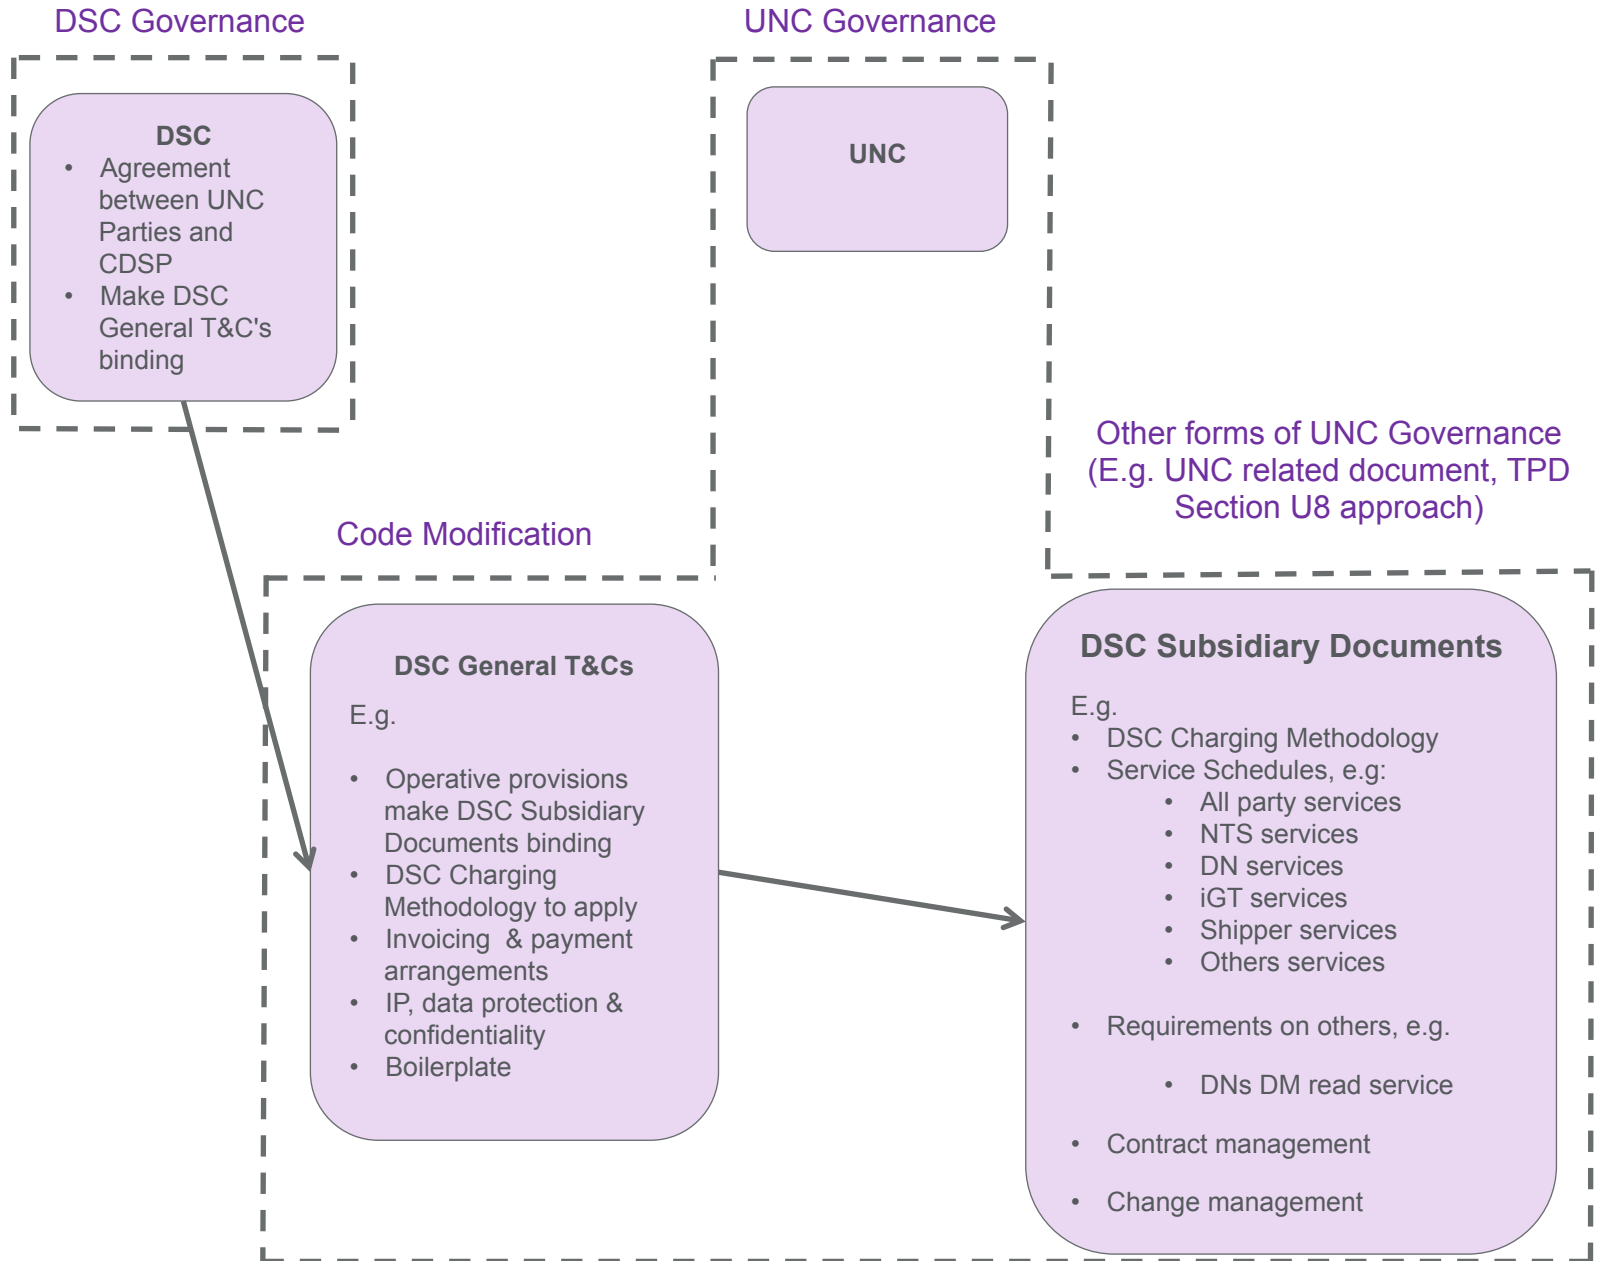 DSC Governance
UNC Governance
DSC
• Agreement
between UNC
Parties and
CDSP
• Make DSC
General T&C's
binding
UNC
Other forms of UNC Governance
(E.g. UNC related document, TPD
Section U8 approach)
Code Modification
DSC General T&Cs
E.g.
• Operative provisions
make DSC Subsidiary
Documents binding
• DSC Charging
Methodology to apply
• Invoicing & payment
arrangements
• IP, data protection &
confidentiality
• Boilerplate
DSC Subsidiary Documents
E.g.
• DSC Charging Methodology
• Service Schedules, e.g:
• All party services
• NTS services
• DN services
• iGT services
• Shipper services
• Others services
• Requirements on others, e.g.
• DNs DM read service
• Contract management
• Change management